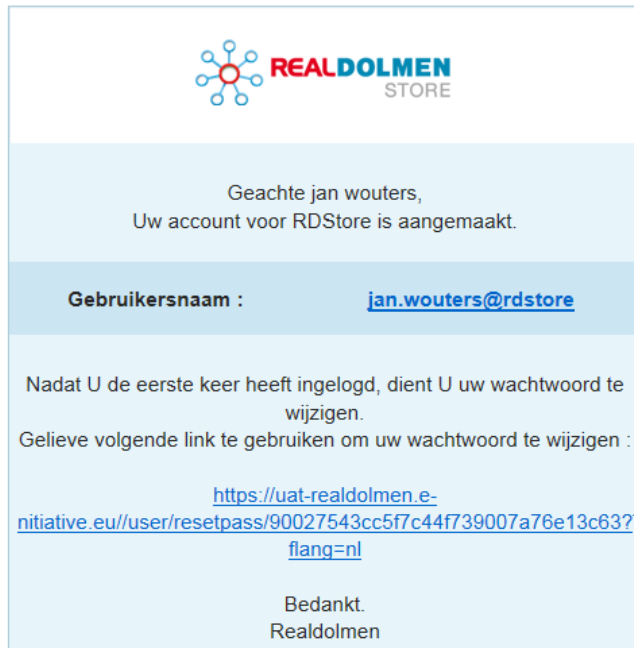 REALDOLMEN
STORE
Geachte jan wouters,
Uw account voor RDStore is aangemaakt.
Gebruikersnaam : jan.wouters@rdstore
Nadat U de eerste keer heeft ingelogd, dient U uw wachtwoord te
wijzigen.
Gelieve volgende link te gebruiken om uw wachtwoord te wijzigen :
https://uat-realdolmen.e-
nitiative.eu//user/resetpass/90027543cc5f7c44f739007a76e13c63?
flang=nl
Bedankt.
Realdolmen